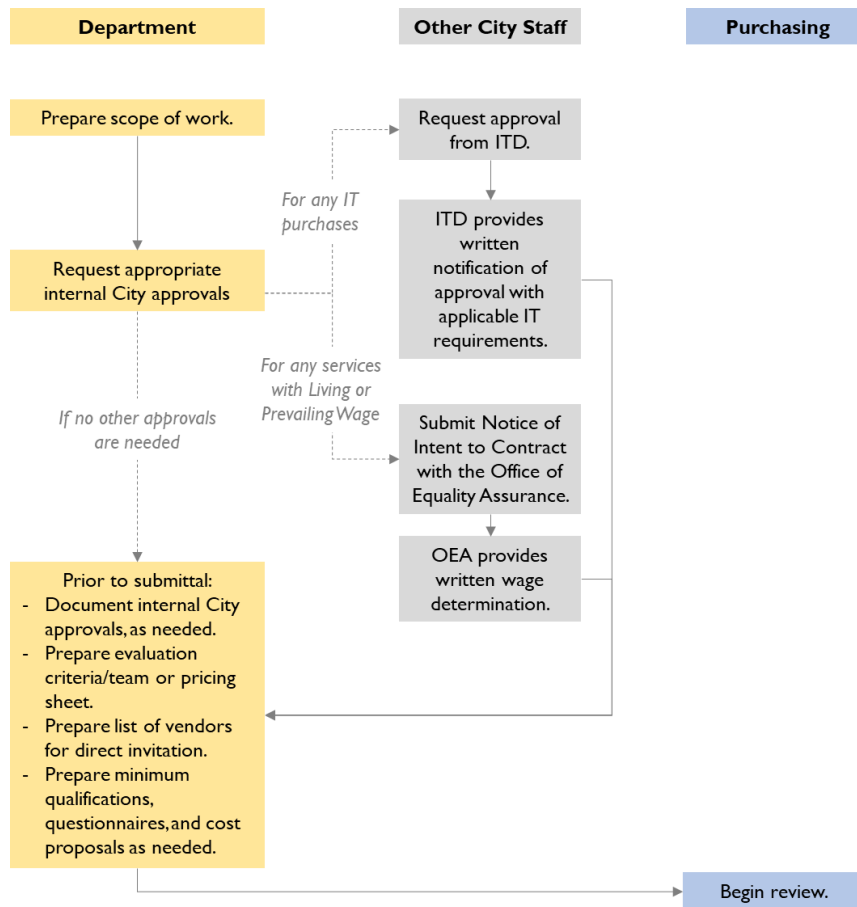 Department
Other City Staff
Purchasing
Prepare scope of work.
Request approval
from ITD.
For any IT
purchases
ITD provides
written
notification of
approval with
applicable IT
requirements.
Request appropriate
internal City approvals
For any services
with Living or
Prevailing Wage
If no other approvals
are needed
Submit Notice of
Intent to Contract
with the Office of
Equality Assurance.
OEA provides
written wage
determination.
Prior to submittal:
- Document internal City
approvals, as needed.
- Prepare evaluation
criteria/team or pricing
sheet.
- Prepare list of vendors
for direct invitation.
- Prepare minimum
qualifications,
questionnaires, and cost
proposals as needed.
Begin review.